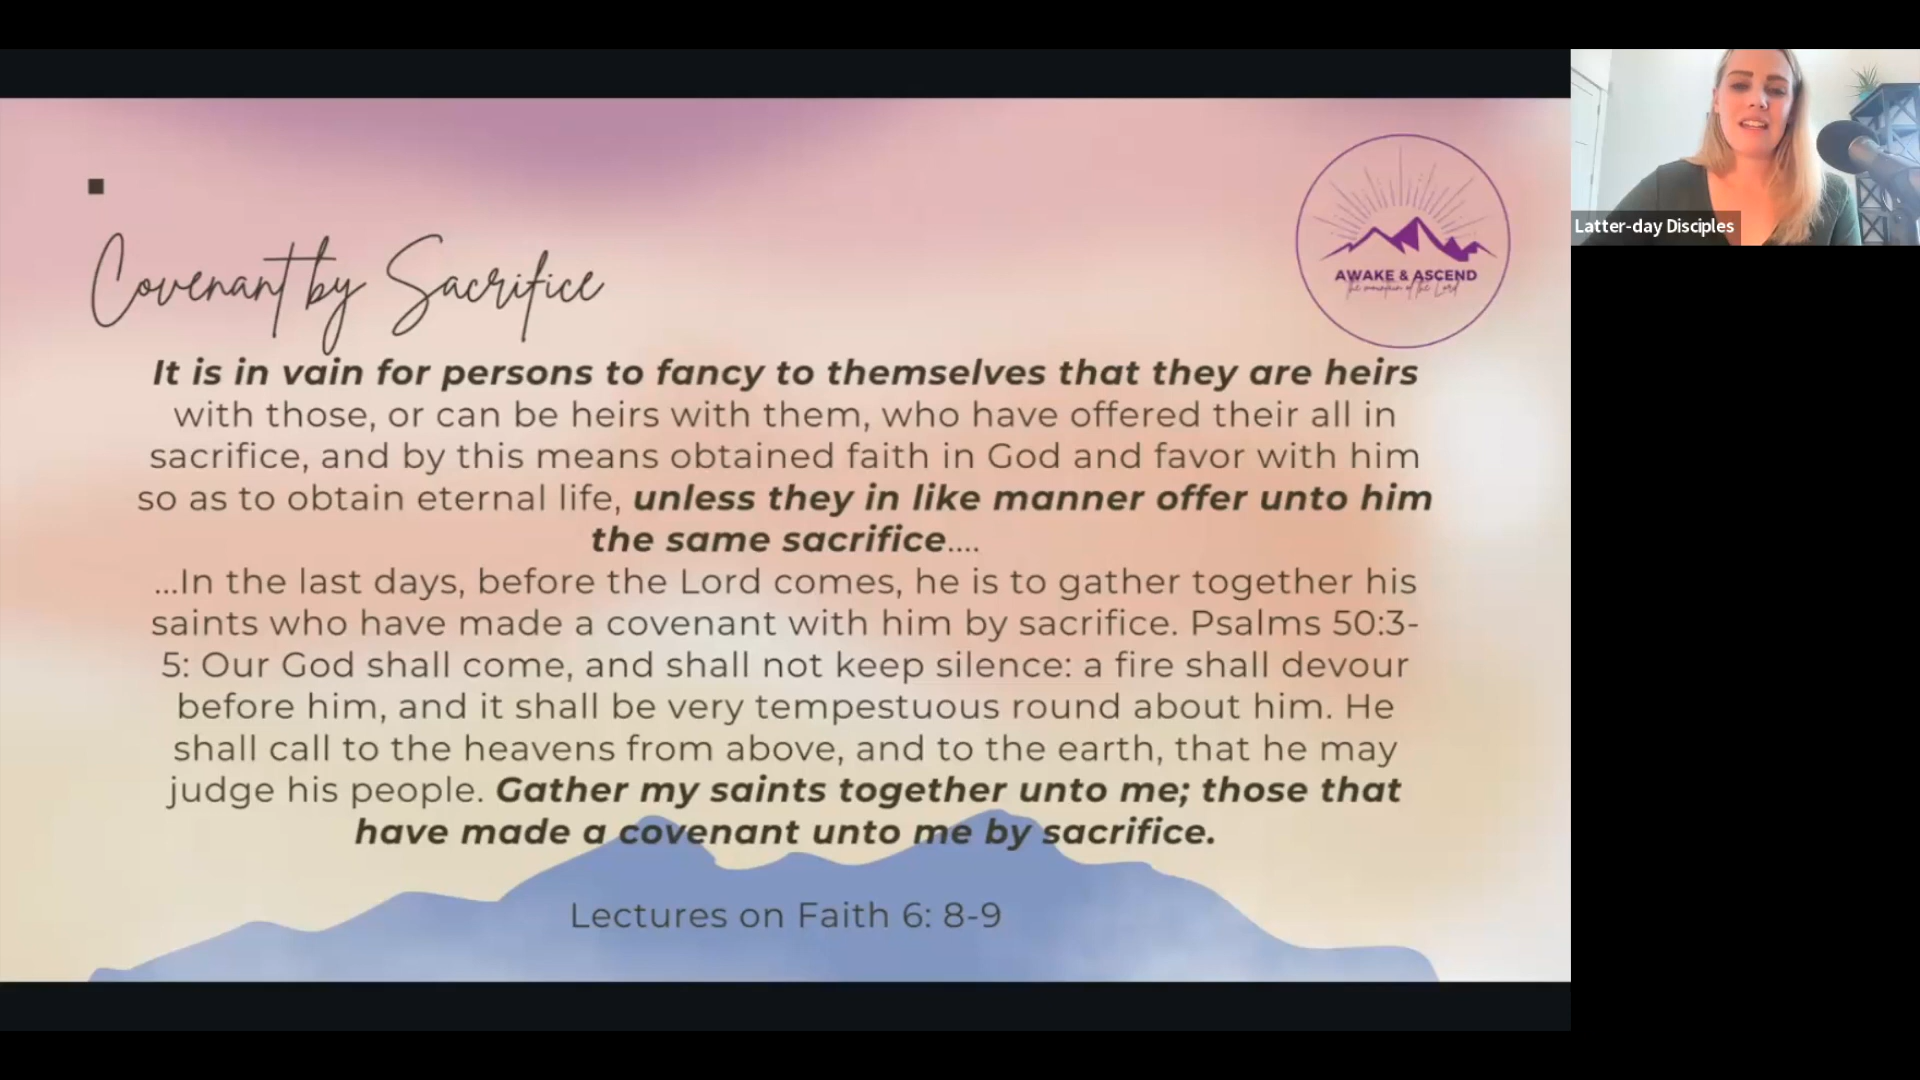 Covenant by Sacrifice
AWAKE & ASCEND
The mountain of the Lord
It is in vain for persons to fancy to themselves that they are heirs
with those, or can be heirs with them, who have offered their all in
sacrifice, and by this means obtained faith in God and favor with him
so as to obtain eternal life, unless they in like manner offer unto him
the same sacrifice....
...In the last days, before the Lord comes, he is to gather together his
saints who have made a covenant with him by sacrifice. Psalms 50:3-
5: Our God shall come, and shall not keep silence: a fire shall devour
before him, and it shall be very tempestuous round about him. He
shall call to the heavens from above, and to the earth, that he may
judge his people. Gather my saints together unto me; those that
have made a covenant unto me by sacrifice.
Lectures on Faith 6: 8-9
Latter-day Disciples